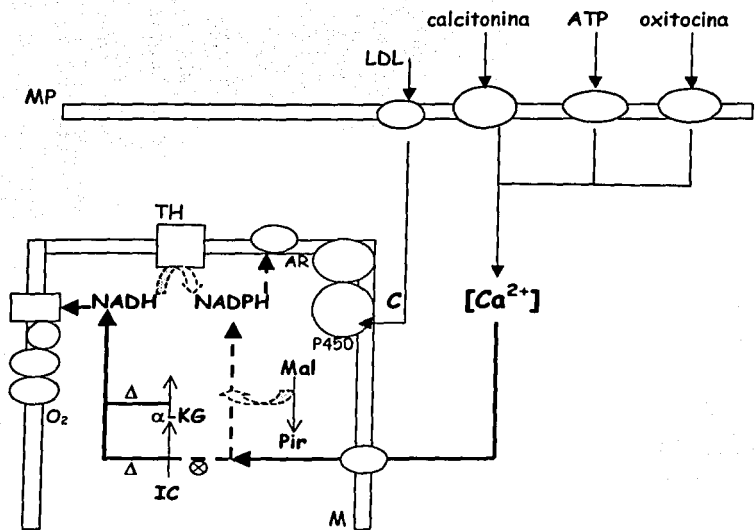 calcitonina ATP oxitocina
LDL
MP
TH
AR
NADH NADPH
C
[Ca²⁺]
P450
Mal
Δ
α-KG
O₂
Pir
Δ ⊗
IC
M